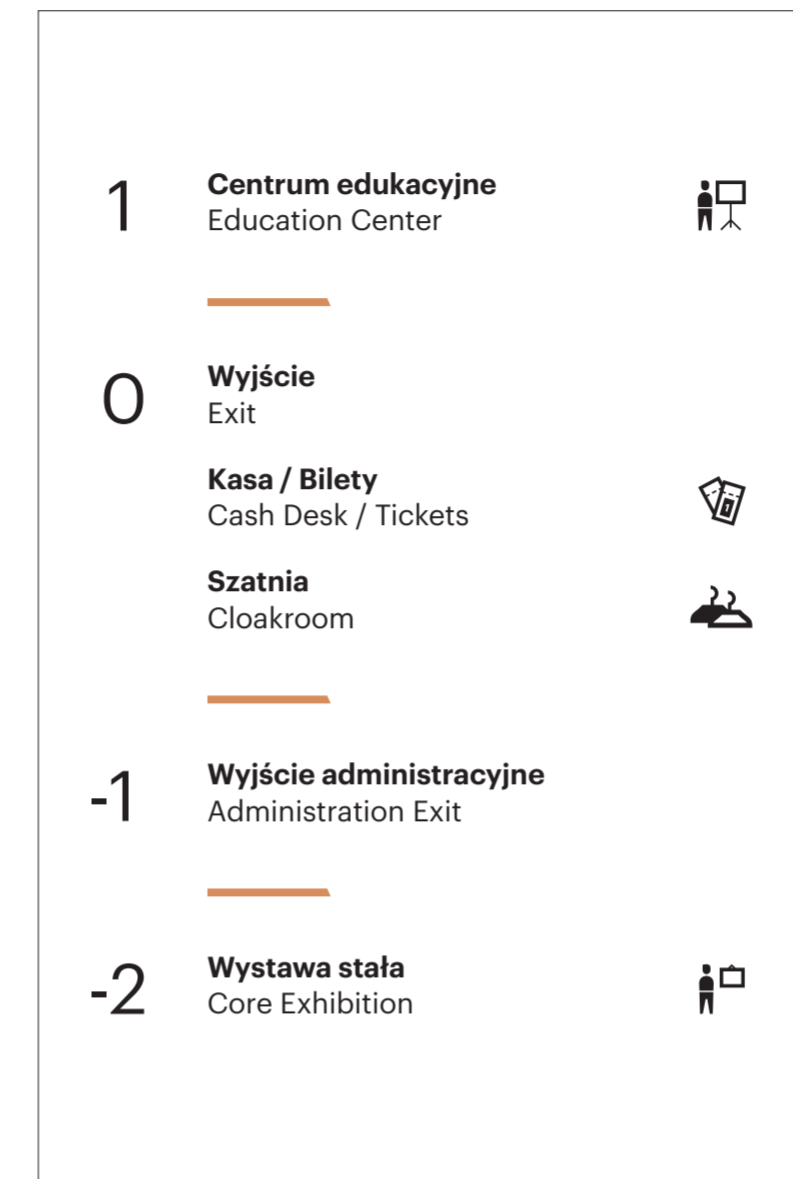 1
Centrum edukacyjne
Education Center
0
Wyjście
Exit
Kasa / Bilety
Cash Desk / Tickets
Szatnia
Cloakroom
-1
Wyjście administracyjne
Administration Exit
-2
Wystawa stała
Core Exhibition